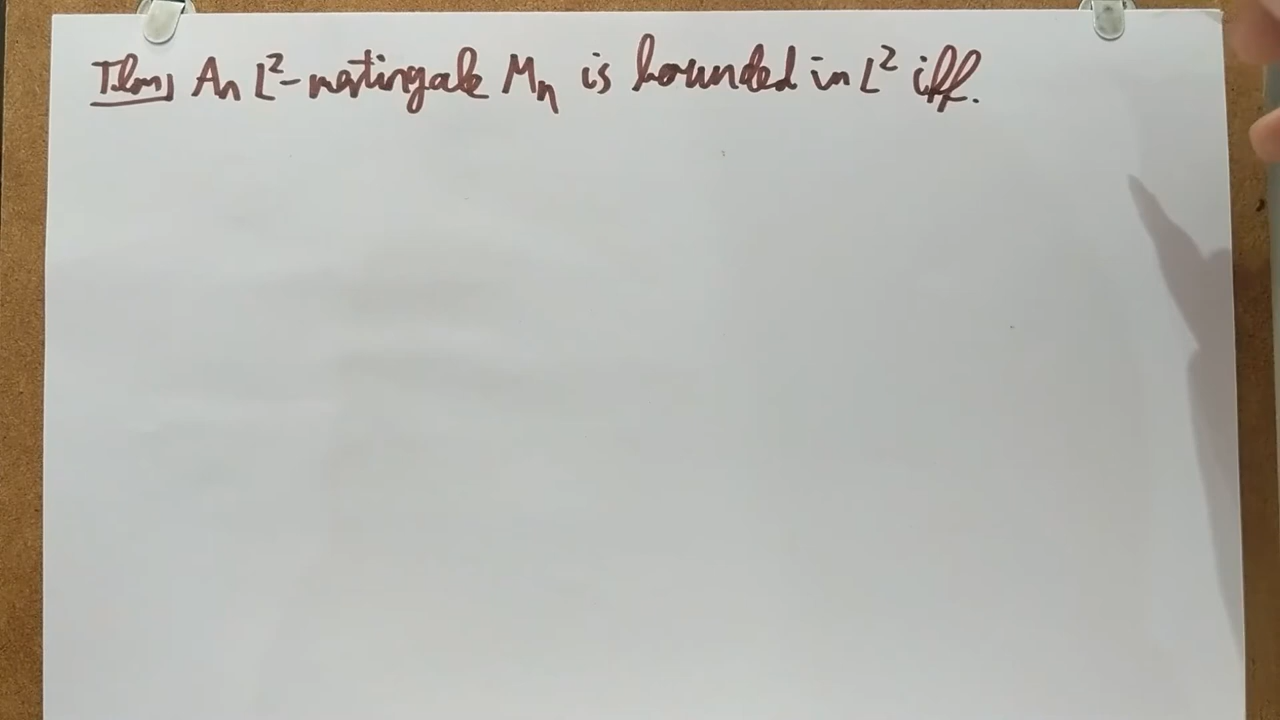 Thm) An L²-martingale Mₙ is bounded in L² iff.